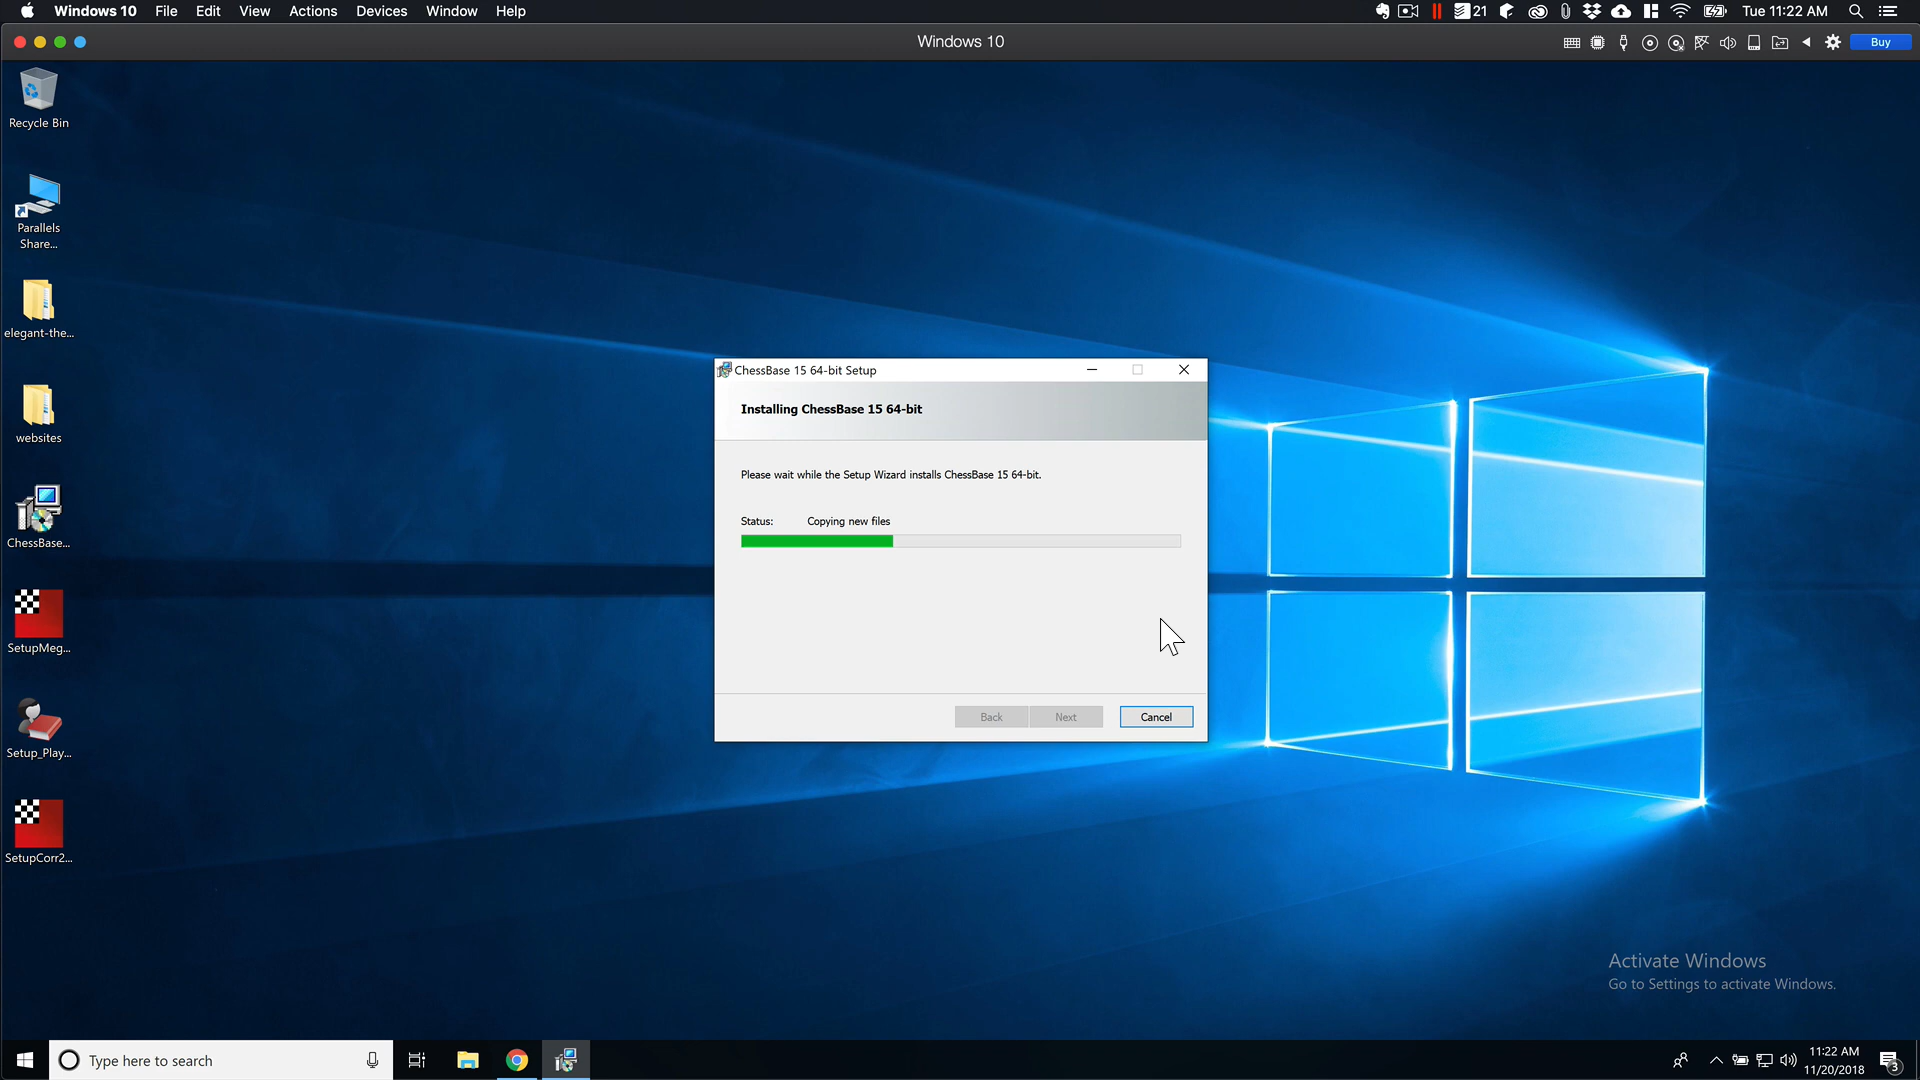 Windows 10 File Edit View Actions Devices Window Help
21
Tue 11:22 AM
Windows 10
Buy
Recycle Bin
Parallels
Share...
elegant-the...
websites
ChessBase...
SetupMeg...
Setup_Play...
SetupCorr2...
ChessBase 15 64-bit Setup
Installing ChessBase 15 64-bit
Please wait while the Setup Wizard installs ChessBase 15 64-bit.
Status: Copying new files
Back Next Cancel
Activate Windows
Go to Settings to activate Windows.
Type here to search
11:22 AM
11/20/2018
3